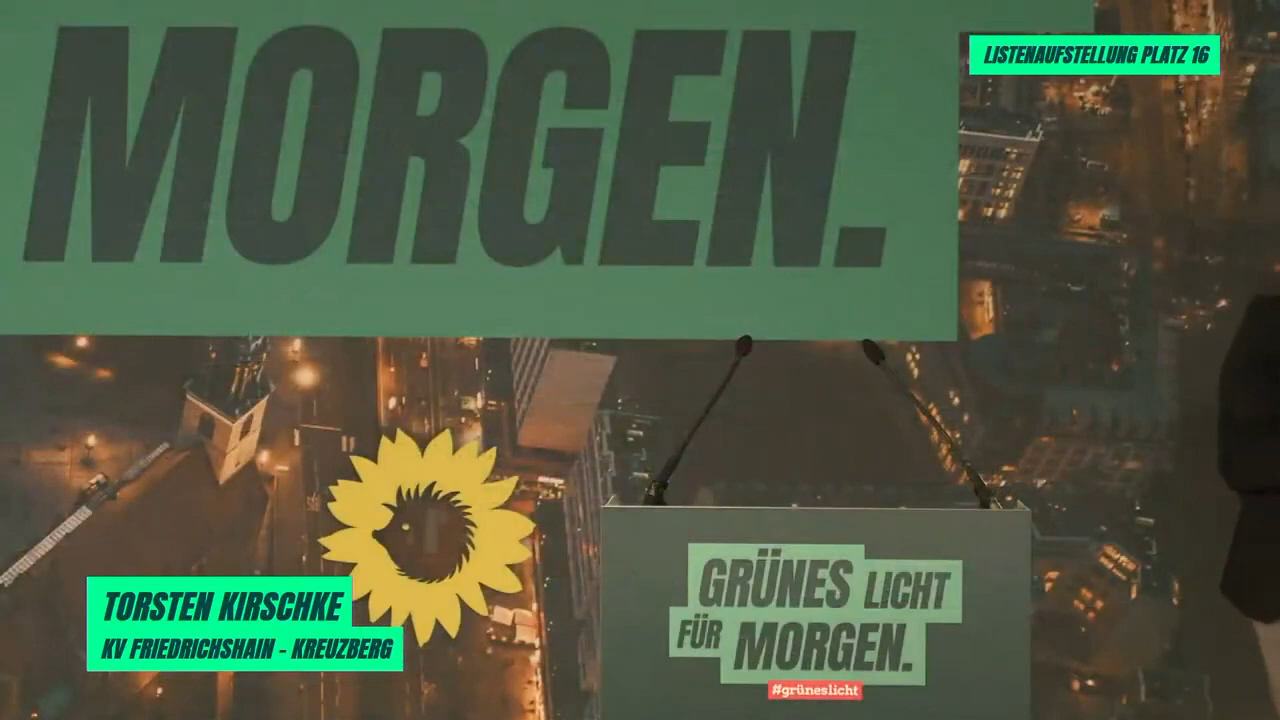 MORGEN.
LISTENAUFSTELLUNG PLATZ 16
TORSTEN KIRSCHKE
KV FRIEDRICHSHAIN - KREUZBERG
GRÜNES LICHT
FÜR MORGEN.
#grüneslicht